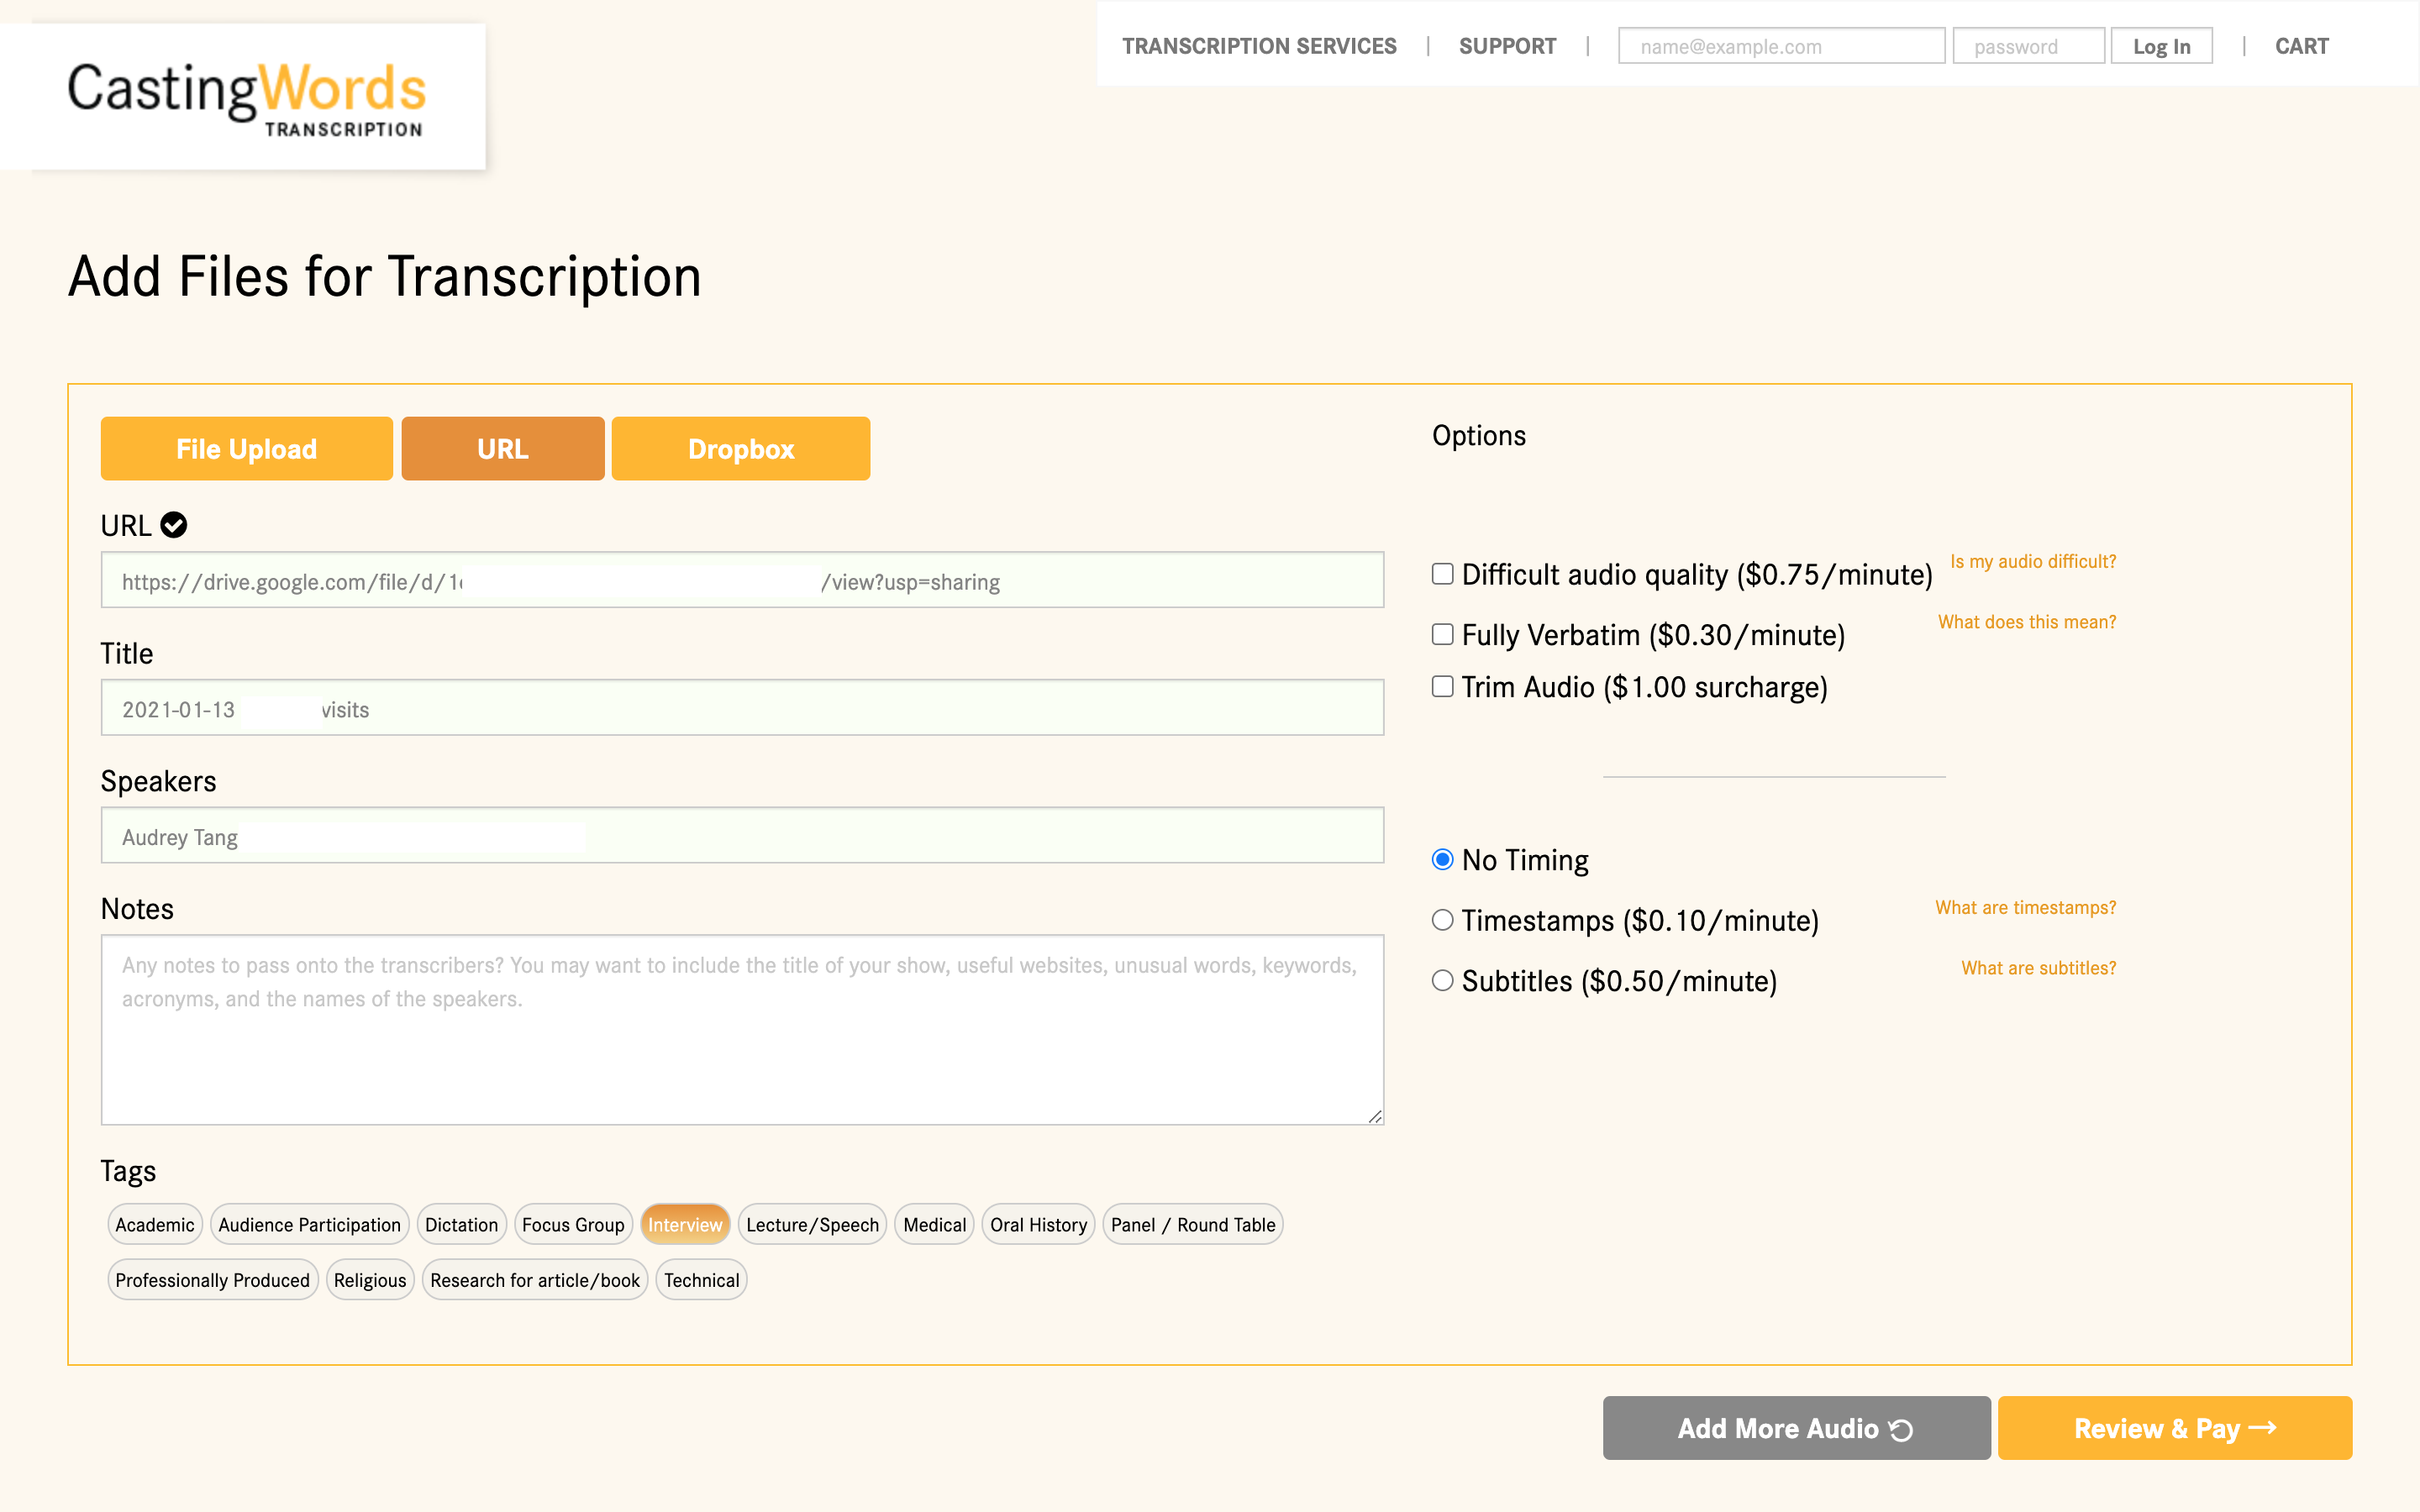 CastingWords
TRANSCRIPTION
TRANSCRIPTION SERVICES | SUPPORT | name@example.com password Log In | CART
Add Files for Transcription
File Upload URL Dropbox
URL
https://drive.google.com/file/d/1 /view?usp=sharing
Title
2021-01-13 visits
Speakers
Audrey Tang
Notes
Any notes to pass onto the transcribers? You may want to include the title of your show, useful websites, unusual words, keywords,
acronyms, and the names of the speakers.
Tags
Academic Audience Participation Dictation Focus Group Interview Lecture/Speech Medical Oral History Panel / Round Table
Professionally Produced Religious Research for article/book Technical
Options
Difficult audio quality ($0.75/minute) Is my audio difficult?
Fully Verbatim ($0.30/minute) What does this mean?
Trim Audio ($1.00 surcharge)
No Timing
Timestamps ($0.10/minute) What are timestamps?
Subtitles ($0.50/minute) What are subtitles?
Add More Audio Review & Pay →